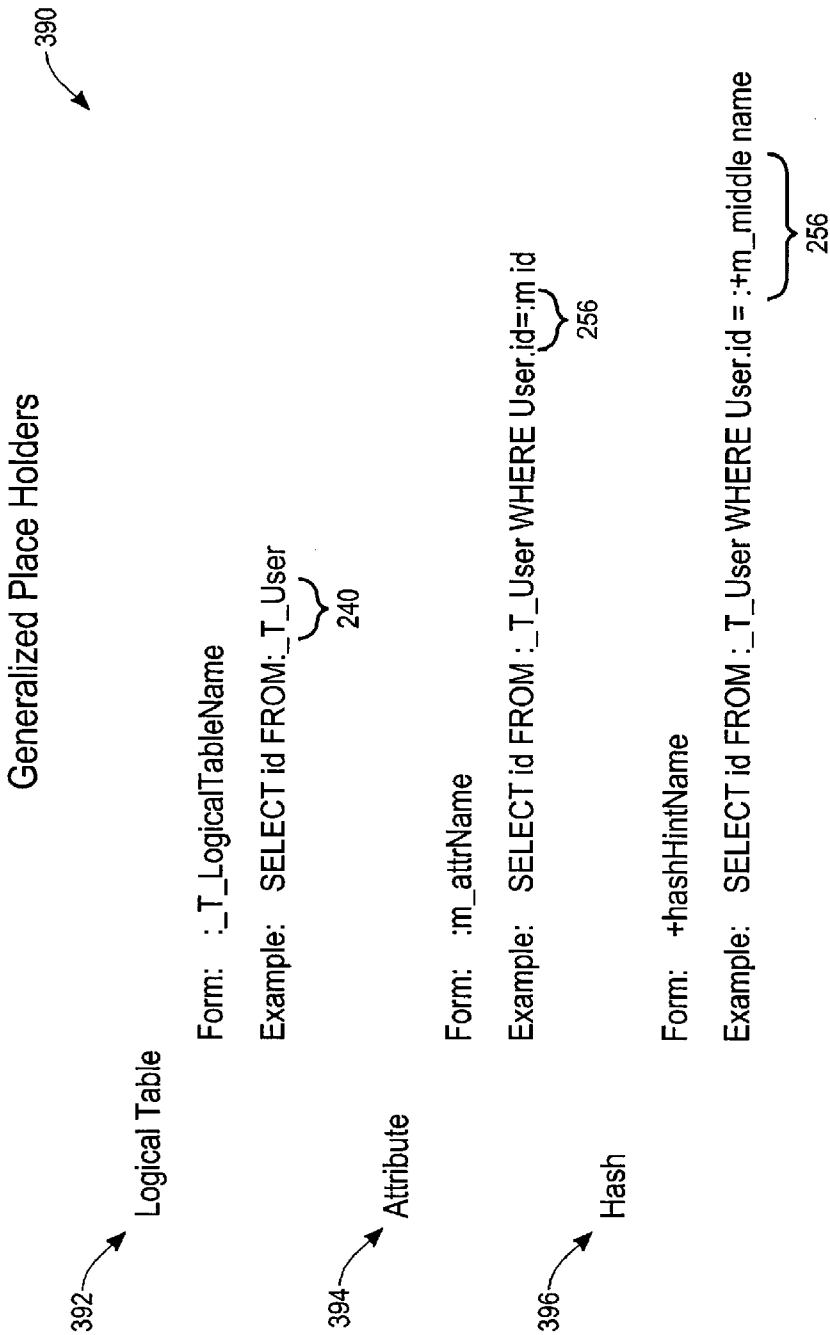 Generalized Place Holders
390
392
Logical Table
Form: :_T_LogicalTableName
Example: SELECT id FROM:_T_User
240
394
Attribute
Form: :m_attrName
Example: SELECT id FROM :_T_User WHERE User.id=:m id
256
396
Hash
Form: +hashHintName
Example: SELECT id FROM :_T_User WHERE User.id = :+m_middle name
256